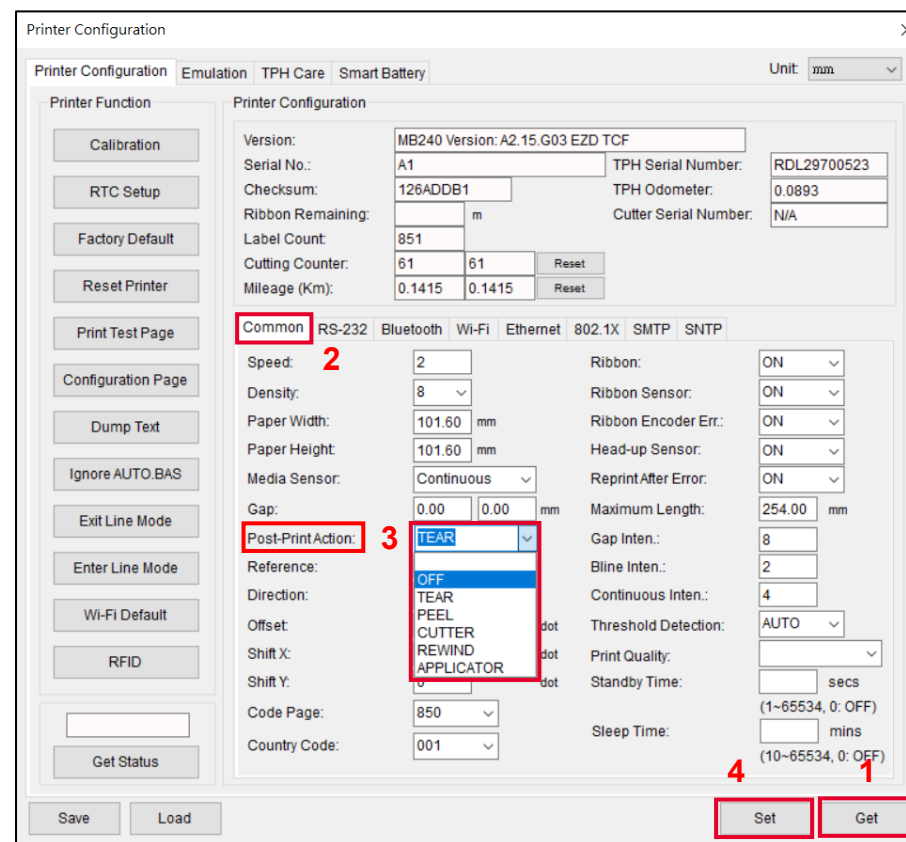 Printer Configuration
Printer Configuration Emulation TPH Care Smart Battery Unit: mm
Printer Function
Calibration
RTC Setup
Factory Default
Reset Printer
Print Test Page
Configuration Page
Dump Text
Ignore AUTO.BAS
Exit Line Mode
Enter Line Mode
Wi-Fi Default
RFID
Get Status
Printer Configuration
Version: MB240 Version: A2.15.G03 EZD TCF
Serial No.: A1 TPH Serial Number: RDL29700523
Checksum: 126ADDB1 TPH Odometer: 0.0893
Ribbon Remaining: m Cutter Serial Number: N/A
Label Count: 851
Cutting Counter: 61 61 Reset
Mileage (Km): 0.1415 0.1415 Reset
Common RS-232 Bluetooth Wi-Fi Ethernet 802.1X SMTP SNTP
2
Speed: 2
Density: 8
Paper Width: 101.60 mm
Paper Height: 101.60 mm
Media Sensor: Continuous
Gap: 0.00 0.00 mm
Post-Print Action: 3 TEAR
OFF
TEAR
PEEL
CUTTER
REWIND
APPLICATOR
Reference:
Direction:
Offset: dot
Shift X: dot
Shift Y: 0 dot
Code Page: 850
Country Code: 001
Ribbon: ON
Ribbon Sensor: ON
Ribbon Encoder Err.: ON
Head-up Sensor: ON
Reprint After Error: ON
Maximum Length: 254.00 mm
Gap Inten.: 8
Bline Inten.: 2
Continuous Inten.: 4
Threshold Detection: AUTO
Print Quality:
Standby Time: secs
(1~65534, 0: OFF)
Sleep Time: mins
(10~65534, 0: OFF)
4 1
Save Load Set Get